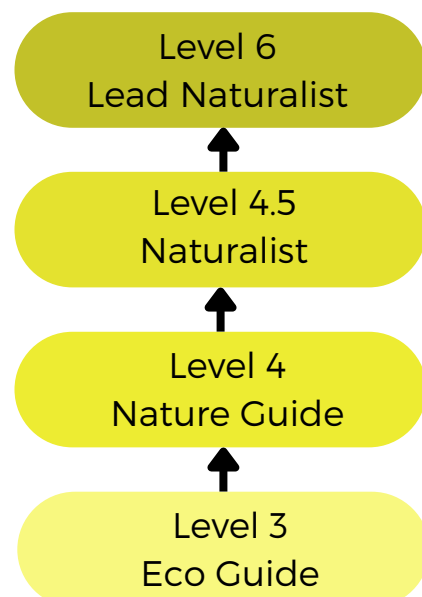 Level 6
Lead Naturalist
Level 4.5
Naturalist
Level 4
Nature Guide
Level 3
Eco Guide